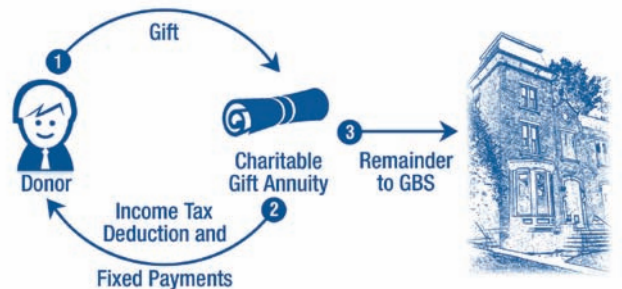 Gift
1
Donor
Charitable
Gift Annuity
2
Income Tax
Deduction and
Fixed Payments
3
Remainder
to GBS